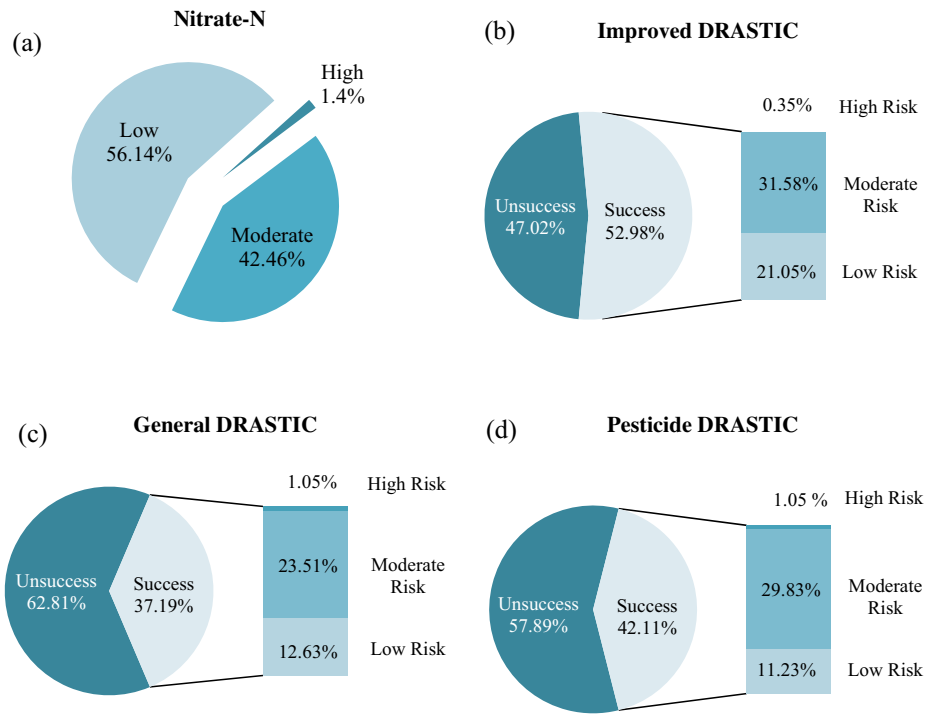 Nitrate-N
(a)
High
1.4%
Low
56.14%
Moderate
42.46%
(b)
Improved DRASTIC
0.35%
High Risk
Unsuccess
47.02%
Success
52.98%
31.58%
Moderate
Risk
21.05%
Low Risk
(c)
General DRASTIC
1.05%
High Risk
Unsuccess
62.81%
Success
37.19%
23.51%
Moderate
Risk
12.63%
Low Risk
(d)
Pesticide DRASTIC
1.05 %
High Risk
Unsuccess
57.89%
Success
42.11%
29.83%
Moderate
Risk
11.23%
Low Risk